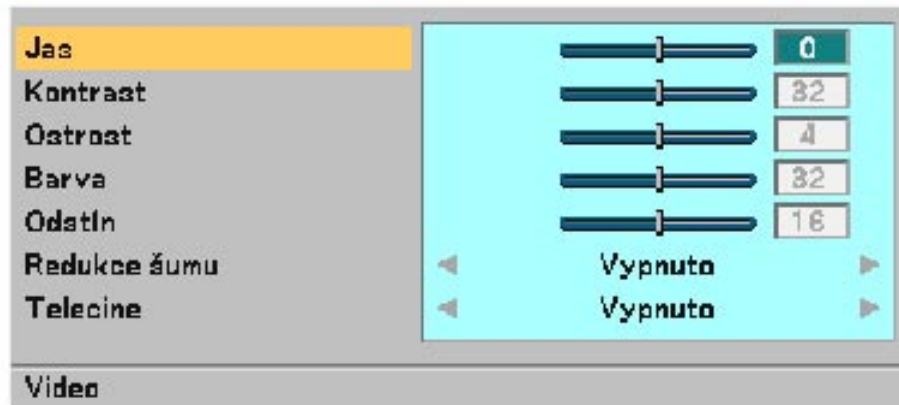 Jas 0
Kontrast 32
Ostrost 4
Barva 32
Odstín 16
Redukce šumu Vypnuto
Telecine Vypnuto
Video